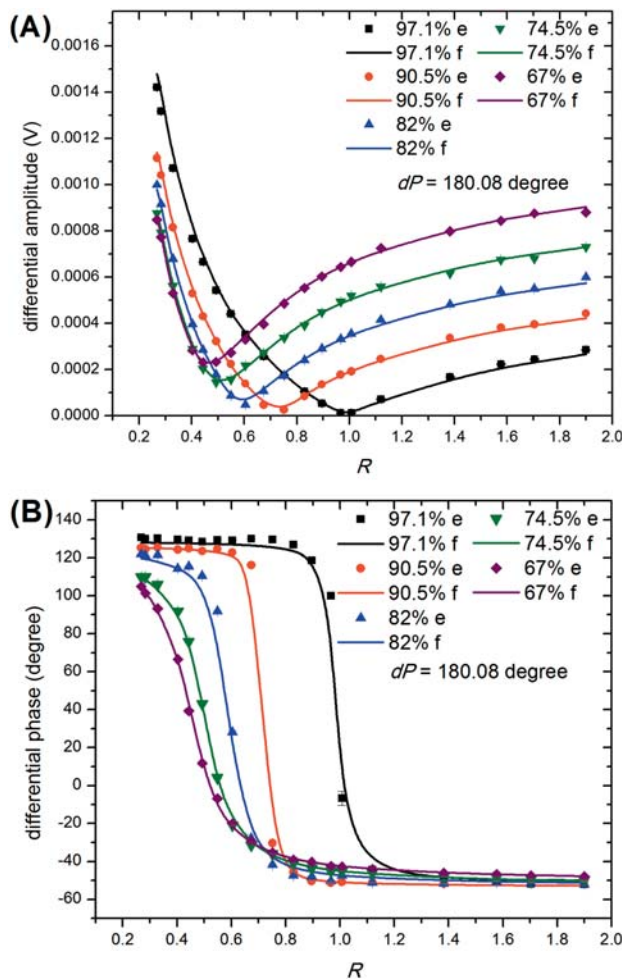 (A)
0.0016
0.0014
0.0012
0.0010
0.0008
0.0006
0.0004
0.0002
0.0000
differential amplitude (V)
97.1% e 74.5% e
97.1% f 74.5% f
90.5% e 67% e
90.5% f 67% f
82% e
82% f
dP = 180.08 degree
0.2 0.4 0.6 0.8 1.0 1.2 1.4 1.6 1.8 2.0
R
(B)
140
120
100
80
60
40
20
0
-20
-40
-60
differential phase (degree)
97.1% e 74.5% e
97.1% f 74.5% f
90.5% e 67% e
90.5% f 67% f
82% e
82% f
dP = 180.08 degree
0.2 0.4 0.6 0.8 1.0 1.2 1.4 1.6 1.8 2.0
R